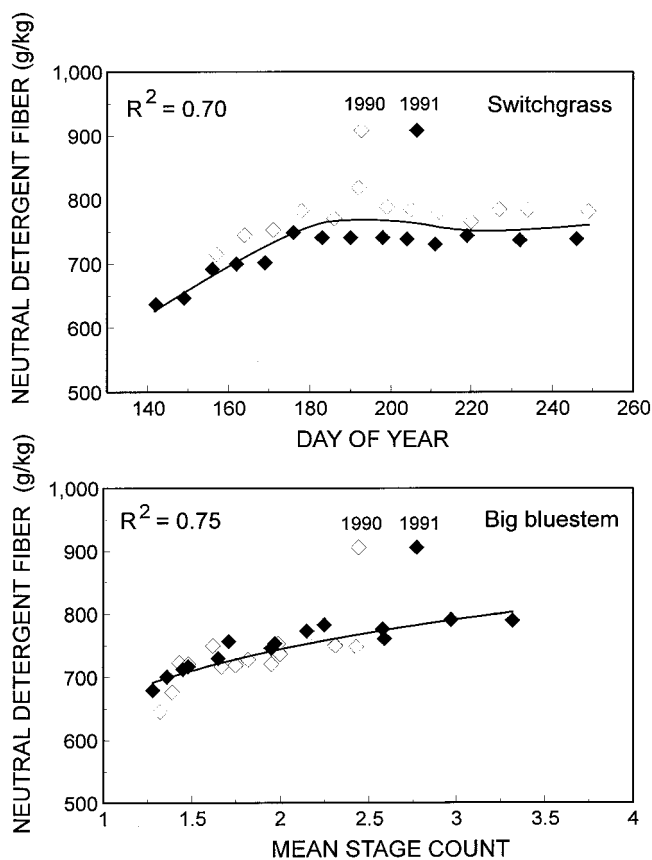 NEUTRAL DETERGENT FIBER (g/kg)
1,000
900
800
700
600
500
R² = 0.70
1990 1991
Switchgrass
140 160 180 200 220 240 260
DAY OF YEAR
NEUTRAL DETERGENT FIBER (g/kg)
1,000
900
800
700
600
500
R² = 0.75
1990 1991
Big bluestem
1 1.25 1.5 2 2.5 3 3.5 4
MEAN STAGE COUNT